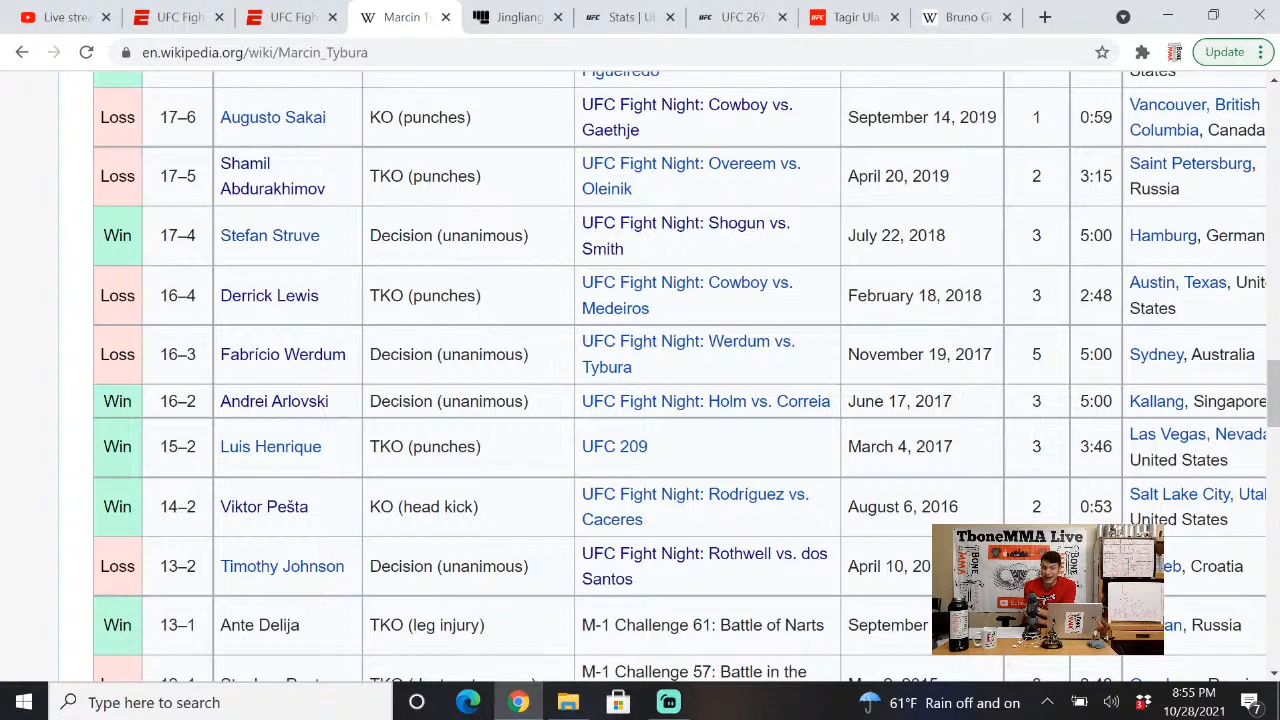 Live stre
UFC Fight
UFC Fight
Marcin Ty
Jingliang
Stats | U
UFC 267
Tagir Ula
Bruno G
en.wikipedia.org/wiki/Marcin_Tybura
Update
Figueiredo
States
Loss 17–6 Augusto Sakai KO (punches) UFC Fight Night: Cowboy vs. Gaethje September 14, 2019 1 0:59 Vancouver, British Columbia, Canada
Loss 17–5 Shamil Abdurakhimov TKO (punches) UFC Fight Night: Overeem vs. Oleinik April 20, 2019 2 3:15 Saint Petersburg, Russia
Win 17–4 Stefan Struve Decision (unanimous) UFC Fight Night: Shogun vs. Smith July 22, 2018 3 5:00 Hamburg, German
Loss 16–4 Derrick Lewis TKO (punches) UFC Fight Night: Cowboy vs. Medeiros February 18, 2018 3 2:48 Austin, Texas, Unit States
Loss 16–3 Fabrício Werdum Decision (unanimous) UFC Fight Night: Werdum vs. Tybura November 19, 2017 5 5:00 Sydney, Australia
Win 16–2 Andrei Arlovski Decision (unanimous) UFC Fight Night: Holm vs. Correia June 17, 2017 3 5:00 Kallang, Singapore
Win 15–2 Luis Henrique TKO (punches) UFC 209 March 4, 2017 3 3:46 Las Vegas, Nevada United States
Win 14–2 Viktor Pešta KO (head kick) UFC Fight Night: Rodríguez vs. Caceres August 6, 2016 2 0:53 Salt Lake City, Utah United States
Loss 13–2 Timothy Johnson Decision (unanimous) UFC Fight Night: Rothwell vs. dos Santos April 10, 20 eb, Croatia
Win 13–1 Ante Delija TKO (leg injury) M-1 Challenge 61: Battle of Narts September an, Russia
M-1 Challenge 57: Battle in the
TboneMMA Live
Type here to search
61°F Rain off and on
8:55 PM
10/28/2021
7